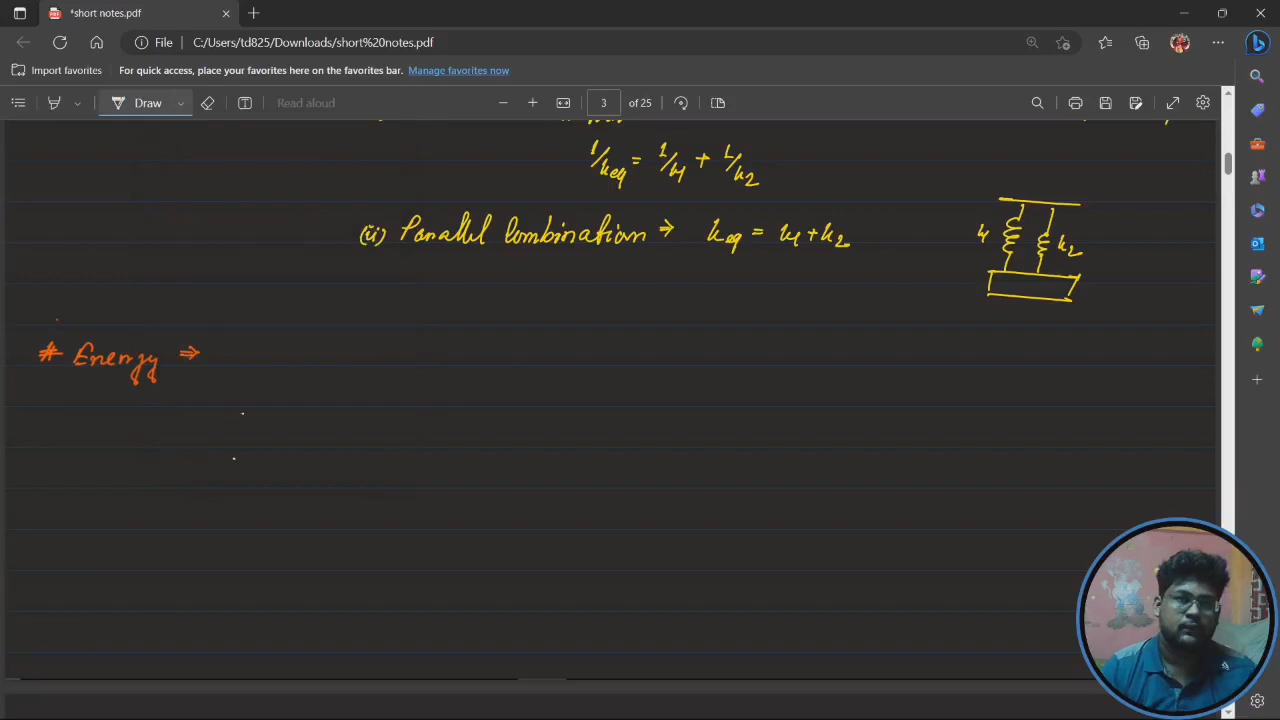 *short notes.pdf
File C:/Users/td825/Downloads/short%20notes.pdf
Import favorites For quick access, place your favorites here on the favorites bar. Manage favorites now
Draw Read aloud 3 of 25
1/keq = 1/k1 + 1/k2
(ii) Parallel Combination ⇒ keq = k1 + k2
k1 k2
# Energy ⇒